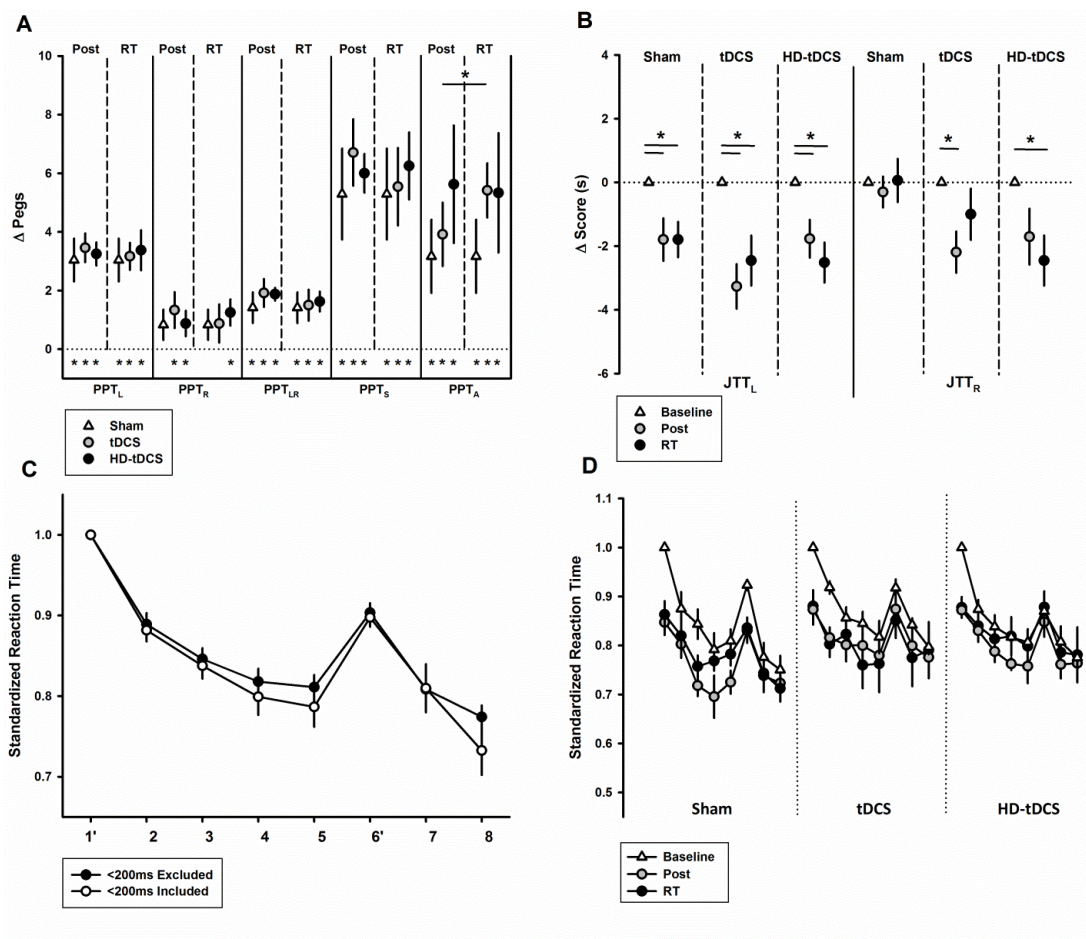 A
Post RT Post RT Post RT Post RT Post RT
10
8
6
4
2
0
Δ Pegs
*
* * * * * * * * * * * * * * * * * * * * * * * * * * *
PPTL PPTR PPTLR PPTS PPTA
Sham
tDCS
HD-tDCS
B
Sham tDCS HD-tDCS Sham tDCS HD-tDCS
4
2
0
-2
-4
-6
Δ Score (s)
* * * * *
JTTL JTTR
Baseline
Post
RT
C
1.0
0.9
0.8
0.7
Standardized Reaction Time
1' 2 3 4 5 6' 7 8
<200ms Excluded
<200ms Included
D
1.1
1.0
0.9
0.8
0.7
0.6
0.5
Standardized Reaction Time
Sham tDCS HD-tDCS
Baseline
Post
RT